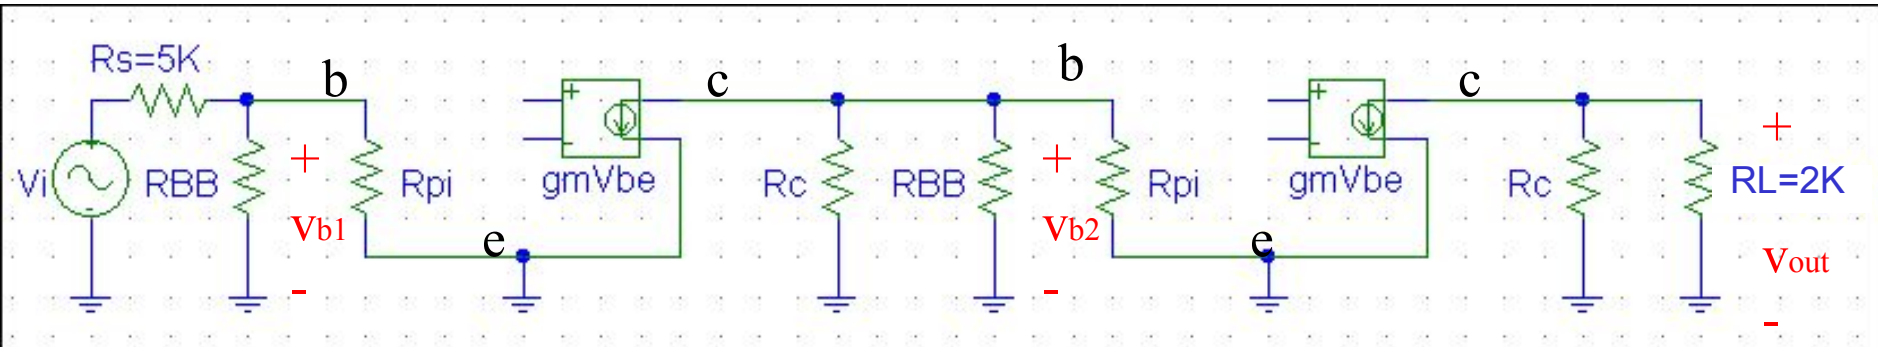 Rs=5K
b
c
b
c
+
-
+
-
+
+
+
Vi
-
RBB
Rpi
gmVbe
Rc
RBB
Rpi
gmVbe
Rc
RL=2K
Vb1
e
Vb2
e
Vout
-
-
-